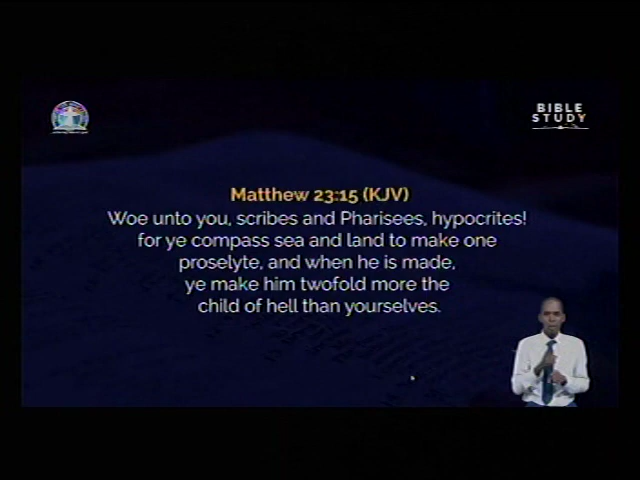 BIBLE
STUDY
Matthew 23:15 (KJV)
Woe unto you, scribes and Pharisees, hypocrites!
for ye compass sea and land to make one
proselyte, and when he is made,
ye make him twofold more the
child of hell than yourselves.